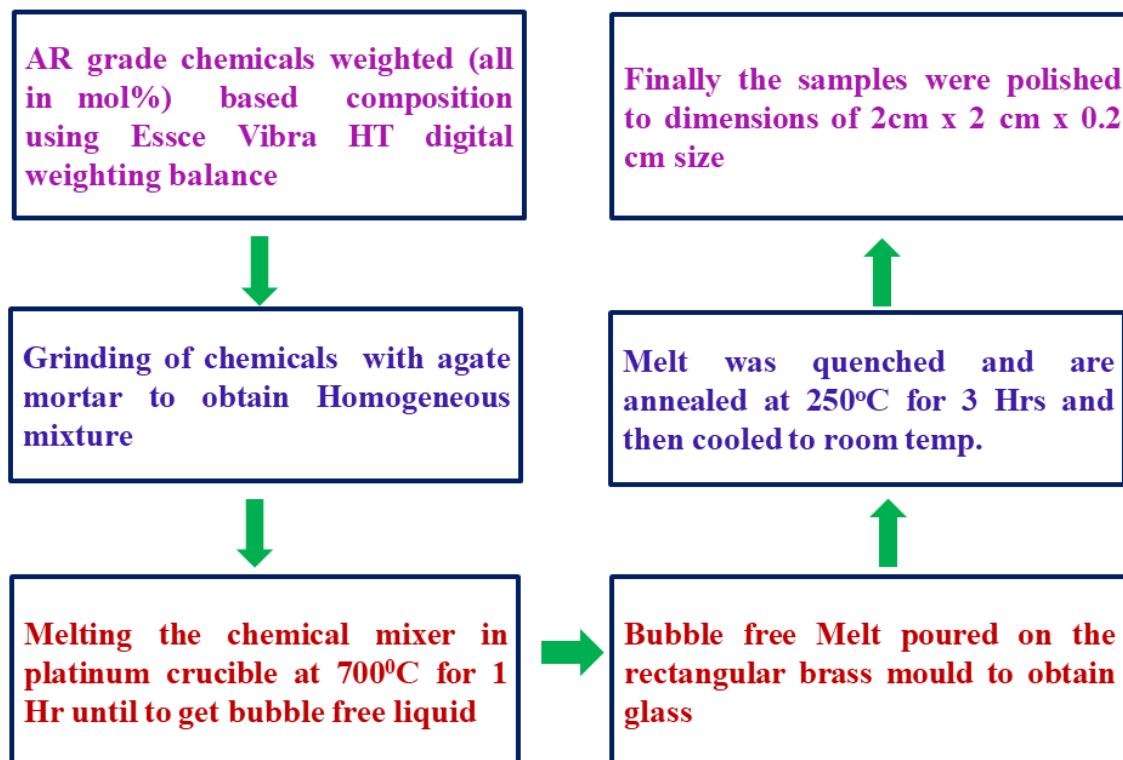 AR grade chemicals weighted (all
in mol%) based composition
using Essce Vibra HT digital
weighting balance
Grinding of chemicals with agate
mortar to obtain Homogeneous
mixture
Melting the chemical mixer in
platinum crucible at 700⁰C for 1
Hr until to get bubble free liquid
Bubble free Melt poured on the
rectangular brass mould to obtain
glass
Melt was quenched and are
annealed at 250ᵒC for 3 Hrs and
then cooled to room temp.
Finally the samples were polished
to dimensions of 2cm x 2 cm x 0.2
cm size